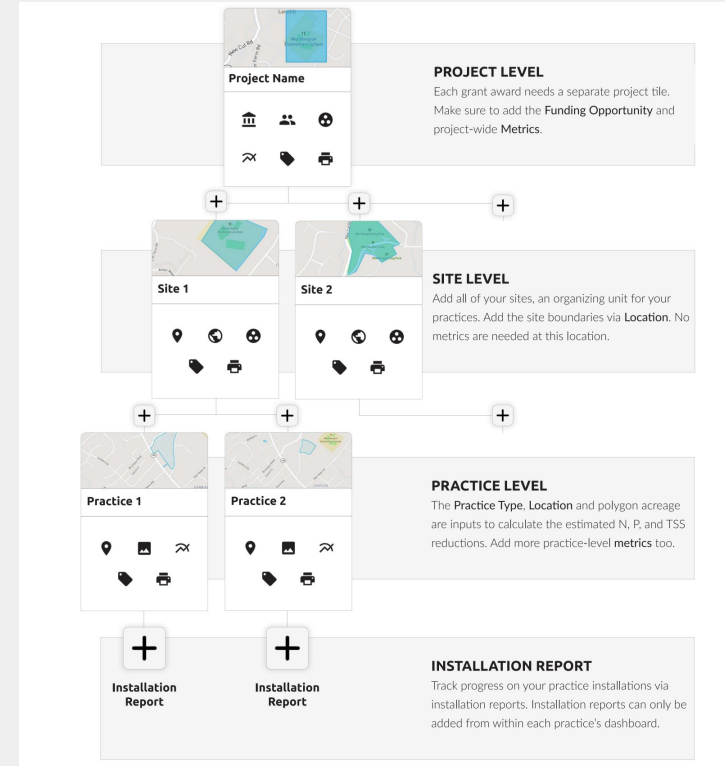 New Cut Rd
Project Name
PROJECT LEVEL
Each grant award needs a separate project tile.
Make sure to add the Funding Opportunity and
project-wide Metrics.
Site 1
Site 2
SITE LEVEL
Add all of your sites, an organizing unit for your
practices. Add the site boundaries via Location. No
metrics are needed at this location.
Practice 1
Practice 2
PRACTICE LEVEL
The Practice Type, Location and polygon acreage
are inputs to calculate the estimated N, P, and TSS
reductions. Add more practice-level metrics too.
Installation
Report
Installation
Report
INSTALLATION REPORT
Track progress on your practice installations via
installation reports. Installation reports can only be
added from within each practice's dashboard.